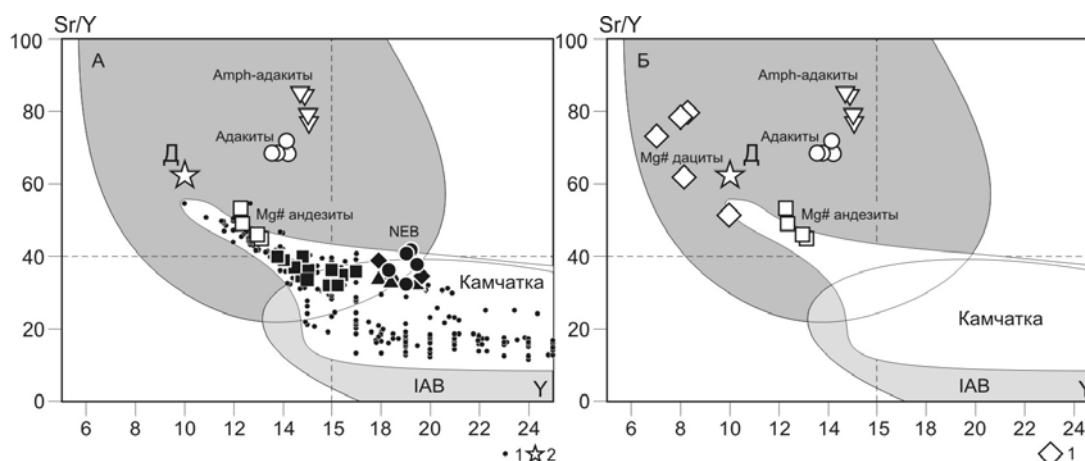 Sr/Y
100
80
60
40
20
0
А
Amph-адакиты
Адакиты
Д
Mg# андезиты
NEB
Камчатка
IAB
Y
6 8 10 12 14 16 18 20 22 24
1 2
Sr/Y
100
80
60
40
20
0
Б
Amph-адакиты
Адакиты
Mg# дациты
Д
Mg# андезиты
Камчатка
IAB
Y
6 8 10 12 14 16 18 20 22 24
1